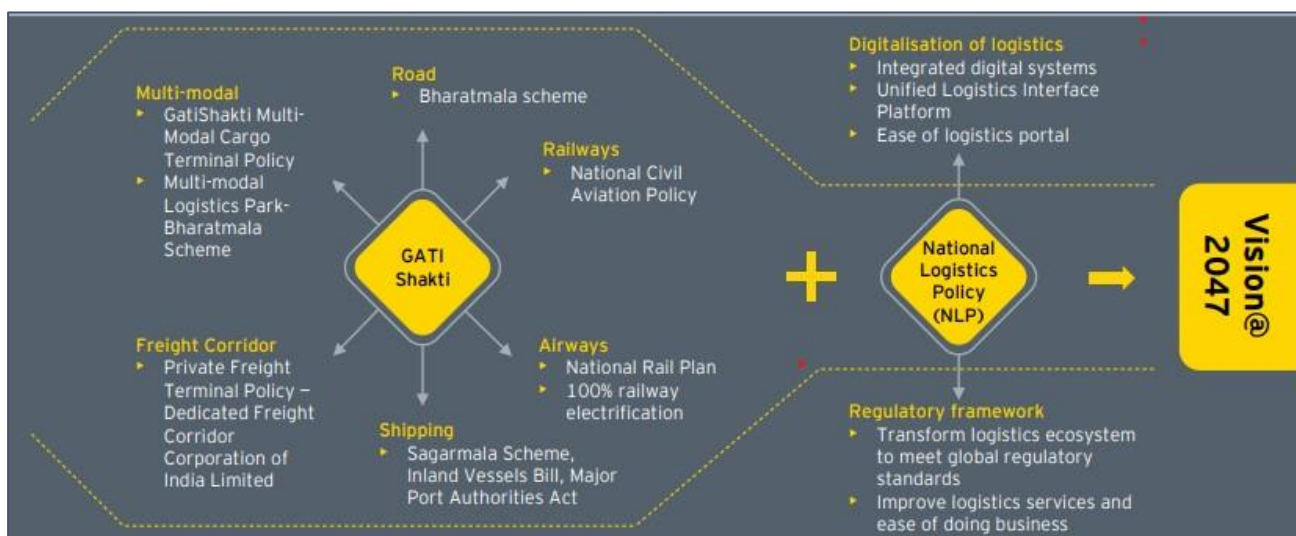 Multi-modal
GatiShakti Multi-
Modal Cargo
Terminal Policy
Multi-modal
Logistics Park-
Bharatmala
Scheme
Road
Bharatmala scheme
Railways
National Civil
Aviation Policy
GATI
Shakti
Freight Corridor
Private Freight
Terminal Policy –
Dedicated Freight
Corridor
Corporation of
India Limited
Shipping
Sagarmala Scheme,
Inland Vessels Bill, Major
Port Authorities Act
Airways
National Rail Plan
100% railway
electrification
+
Digitalisation of logistics
Integrated digital systems
Unified Logistics Interface
Platform
Ease of logistics portal
National
Logistics
Policy
(NLP)
Regulatory framework
Transform logistics ecosystem
to meet global regulatory
standards
Improve logistics services and
ease of doing business
Vision@
2047